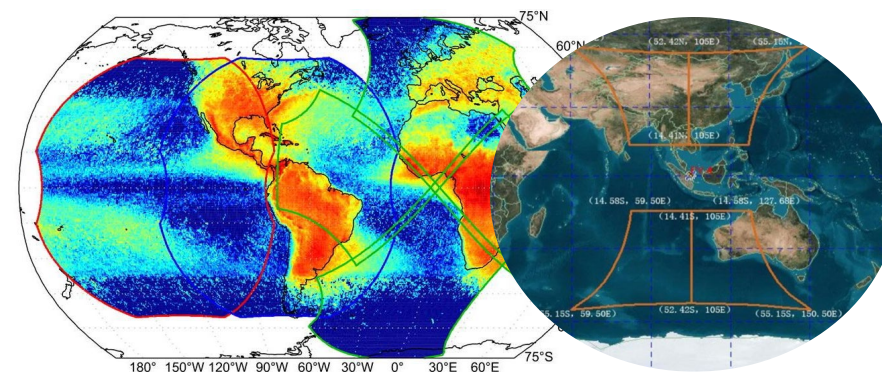 75°N
60°N
(52.42N, 105E)
(55.15N,
(14.41N, 105E)
(14.58S, 59.50E)
(14.58S, 127.68E)
(14.41S, 105E)
(52.42S, 105E)
55.15S, 59.50E)
(55.15S, 150.50E)
75°S
180° 150°W 120°W 90°W 60°W 30°W 0° 30°E 60°E